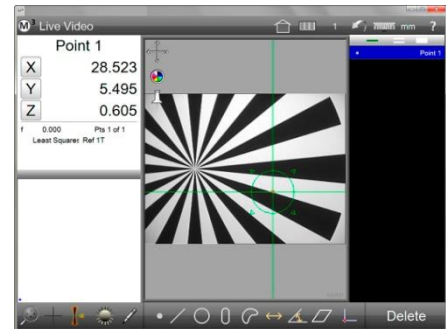 M3 Live Video
1
mm
?
Point 1
X 28.523
Y 5.495
Z 0.605
f 0.000 Pts 1 of 1
Least Squares Ref 1T
Point 1
Delete